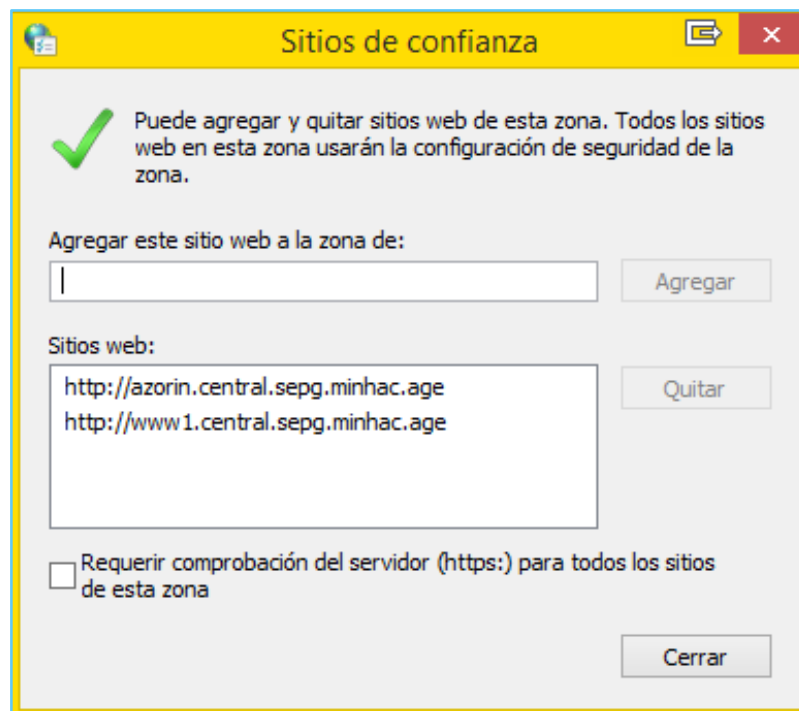 Sitios de confianza
Puede agregar y quitar sitios web de esta zona. Todos los sitios
web en esta zona usarán la configuración de seguridad de la
zona.
Agregar este sitio web a la zona de:
Agregar
Sitios web:
http://azorin.central.sepg.minhac.age
http://www1.central.sepg.minhac.age
Quitar
Requerir comprobación del servidor (https:) para todos los sitios
de esta zona
Cerrar